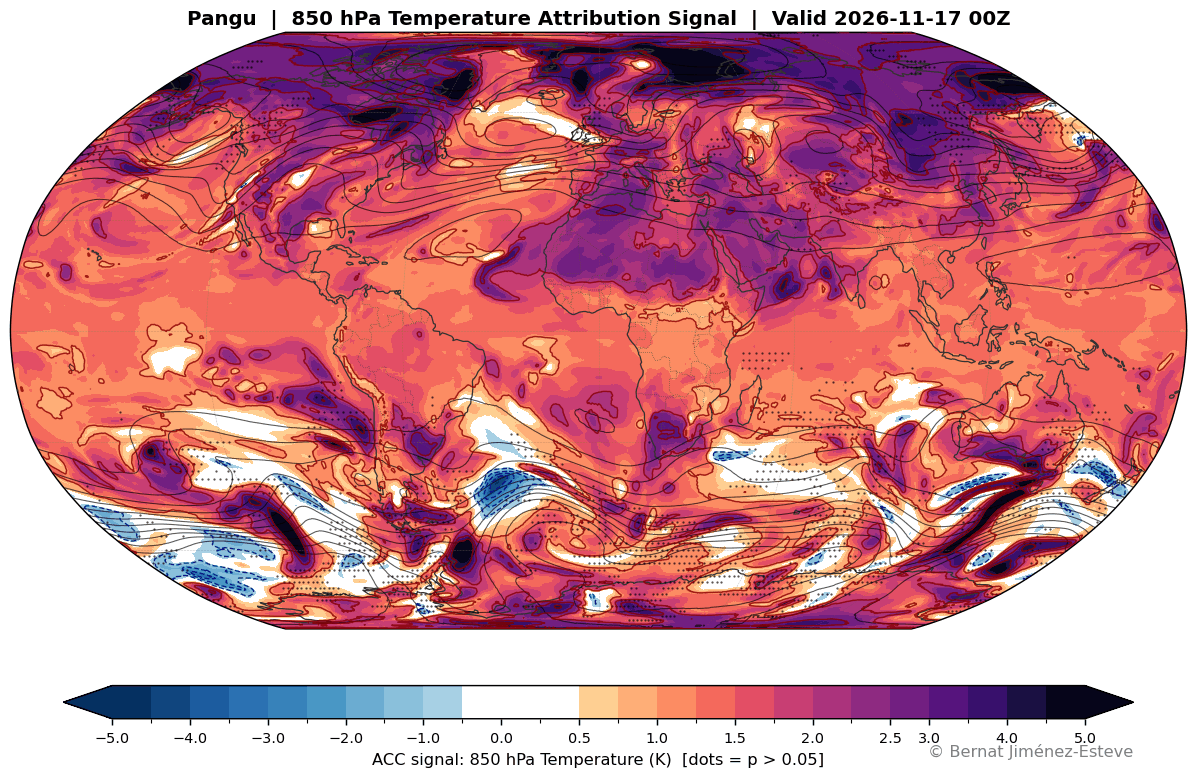 Pangu | 850 hPa Temperature Attribution Signal | Valid 2026-11-17 00Z
−5.0 −4.0 −3.0 −2.0 −1.0 0.0 0.5 1.0 1.5 2.0 2.5 3.0 4.0 5.0
© Bernat Jiménez-Esteve
ACC signal: 850 hPa Temperature (K) [dots = p > 0.05]